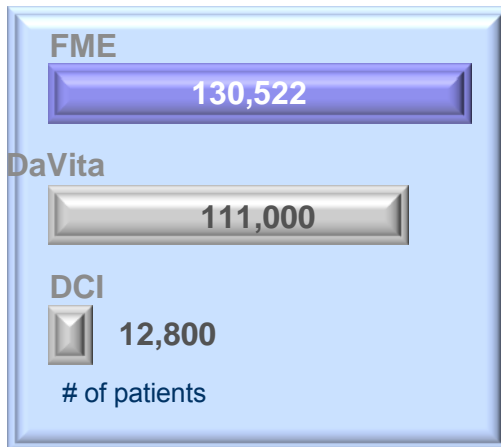 FME
130,522
DaVita
111,000
DCI
12,800
# of patients